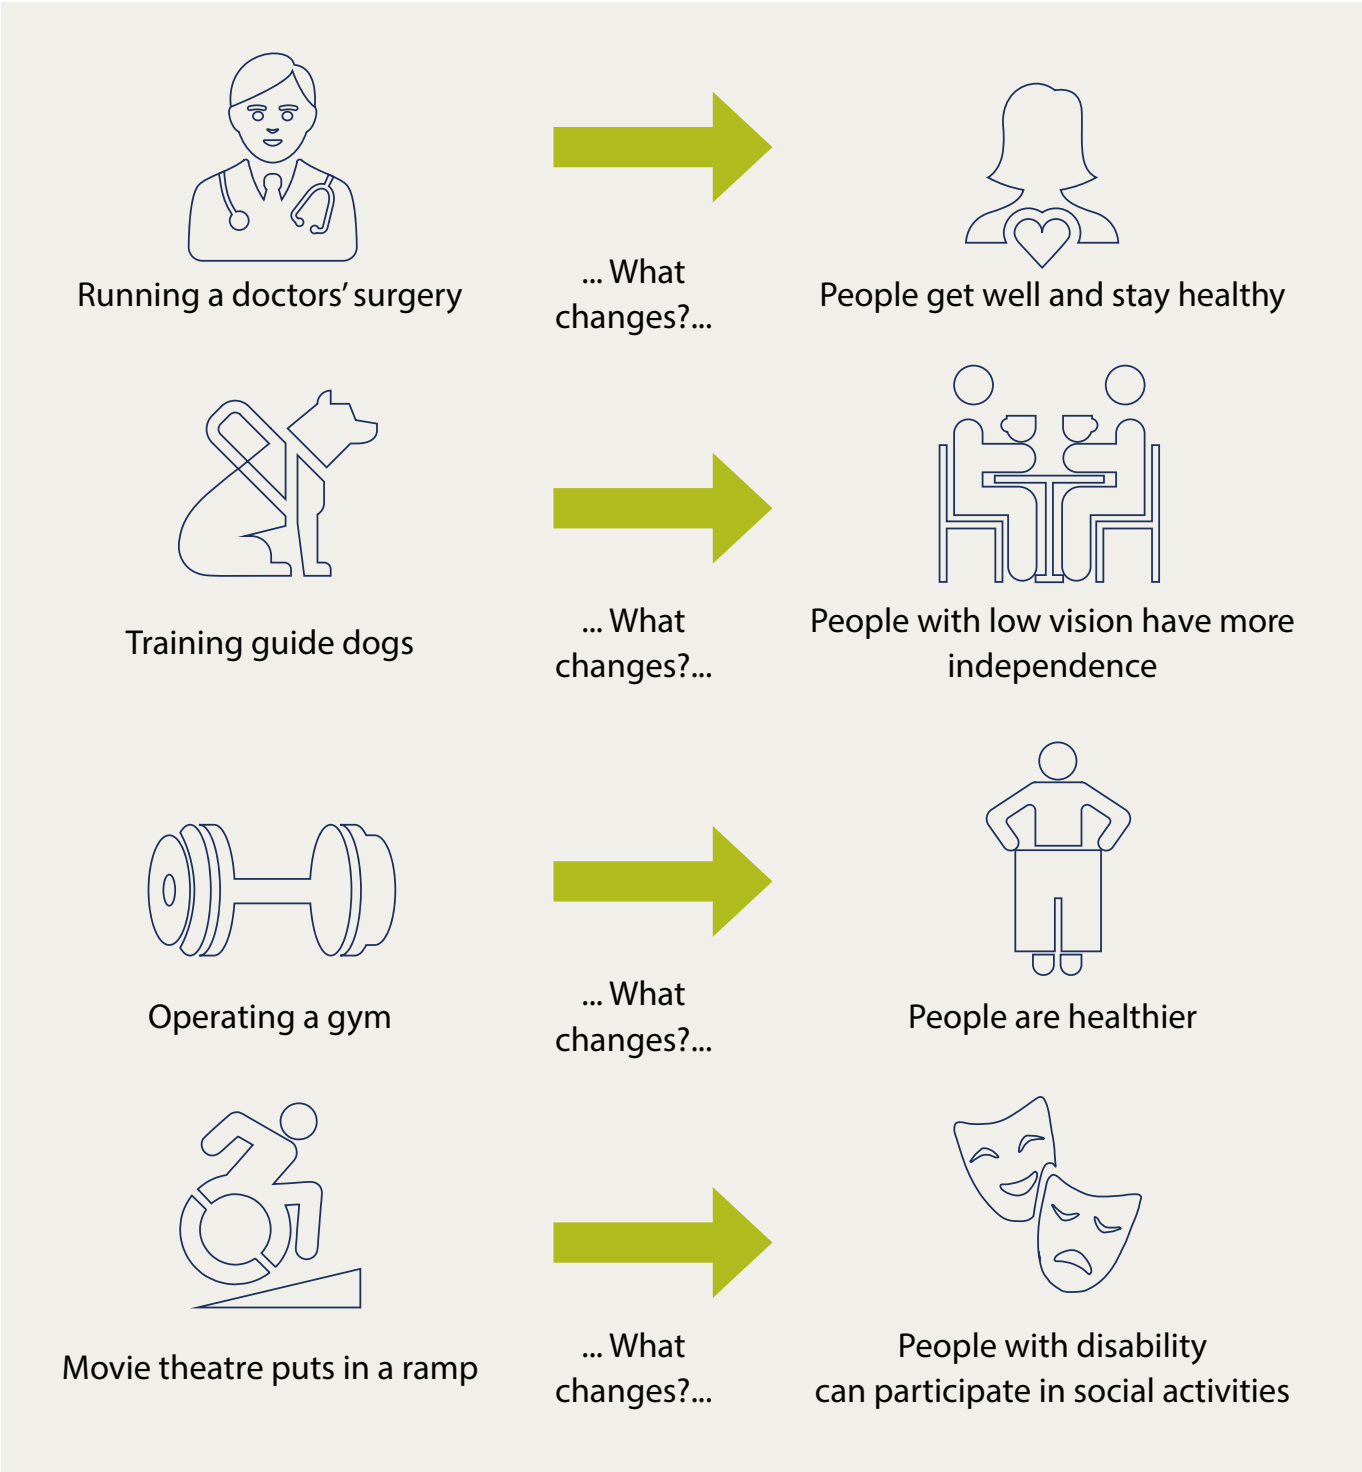 Running a doctors’ surgery
... What
changes?...
People get well and stay healthy
Training guide dogs
... What
changes?...
People with low vision have more
independence
Operating a gym
... What
changes?...
People are healthier
Movie theatre puts in a ramp
... What
changes?...
People with disability
can participate in social activities